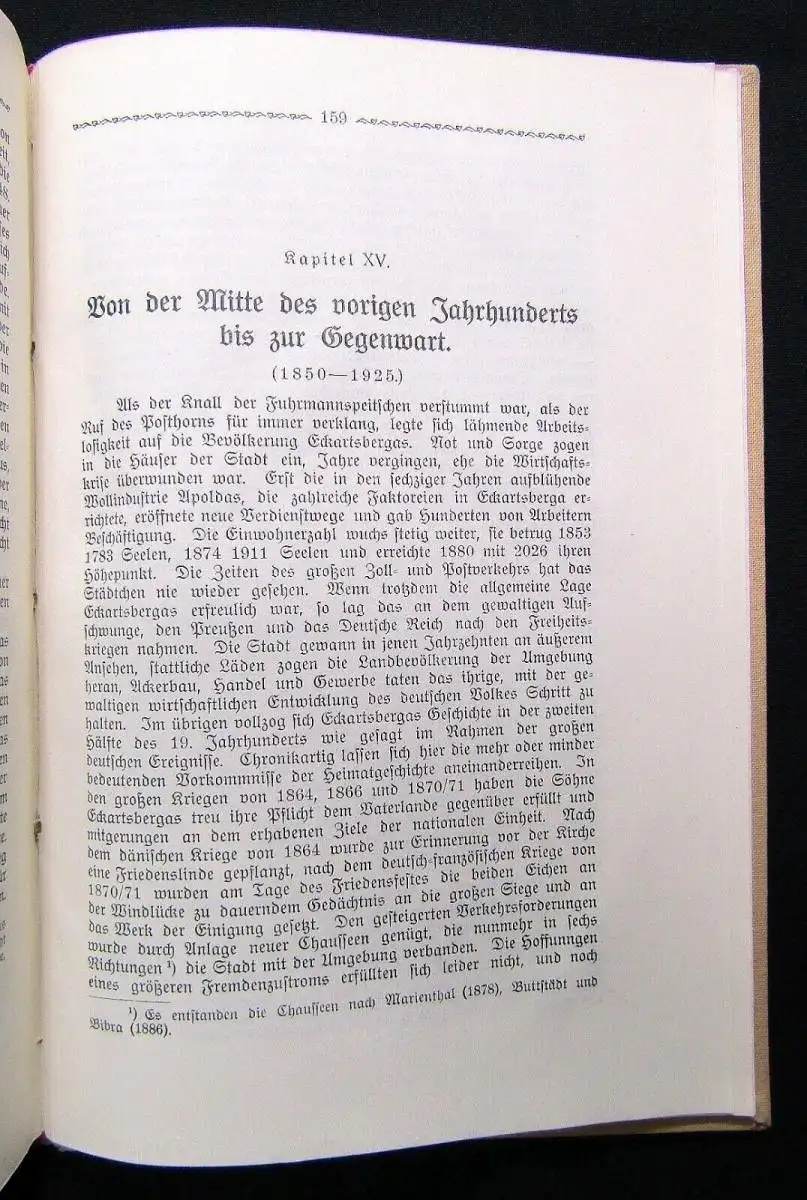 159
Kapitel XV.
Von der Mitte des vorigen Jahrhunderts
bis zur Gegenwart.
(1850—1925.)
Als der Knall der Fuhrmannspeitschen verstummt war, als der
Ruf des Posthorns für immer verklang, legte sich lähmende Arbeits-
losigkeit auf die Bevölkerung Eckartsbergas. Not und Sorge zogen
in die Häuser der Stadt ein, Jahre vergingen, ehe die Wirtschafts-
krise überwunden war. Erst die in den sechziger Jahren aufblühende
Wollindustrie Apoldas, die zahlreiche Faktoreien in Eckartsberga er-
richtete, eröffnete neue Verdienstwege und gab Hunderten von Arbeitern
Beschäftigung. Die Einwohnerzahl wuchs stetig weiter, sie betrug 1853
1783 Seelen, 1874 1911 Seelen und erreichte 1880 mit 2026 ihren
Höhepunkt. Die Zeiten des großen Zoll- und Postverkehrs hat das
Städtchen nie wieder gesehen. Wenn trotzdem die allgemeine Lage
Eckartsbergas erfreulich war, so lag das an dem gewaltigen Auf-
schwunge, den Preußen und das Deutsche Reich nach den Freiheits-
kriegen nahmen. Die Stadt gewann in jenen Jahrzehnten an äußerem
Ansehen, stattliche Läden zogen die Landbevölkerung der Umgebung
heran, Ackerbau, Handel und Gewerbe taten das ihrige, mit der ge-
waltigen wirtschaftlichen Entwicklung des deutschen Volkes Schritt zu
halten. Im übrigen vollzog sich Eckartsbergas Geschichte in der zweiten
Hälfte des 19. Jahrhunderts wie gesagt im Rahmen der großen
deutschen Ereignisse. Chronikartig lassen sich hier die mehr oder minder
bedeutenden Vorkommnisse der Heimatgeschichte aneinanderreihen. In
den großen Kriegen von 1864, 1866 und 1870/71 haben die Söhne
Eckartsbergas treu ihre Pflicht dem Vaterlande gegenüber erfüllt und
mitgerungen an dem erhabenen Ziele der nationalen Einheit. Nach
dem dänischen Kriege von 1864 wurde zur Erinnerung vor der Kirche
eine Friedenslinde gepflanzt, nach dem deutsch-französischen Kriege von
1870/71 wurden am Tage des Friedensfestes die beiden Eichen an
der Windlücke zu dauerndem Gedächtnis an die großen Siege und an
das Werk der Einigung gesetzt. Den gesteigerten Verkehrsforderungen
wurde durch Anlage neuer Chausseen genügt, die nunmehr in sechs
Richtungen ¹) die Stadt mit der Umgebung verbanden. Die Hoffnungen
eines größeren Fremdenzustroms erfüllten sich leider nicht, und noch
¹) Es entstanden die Chausseen nach Marienthal (1878), Buttstädt und
Bibra (1886).